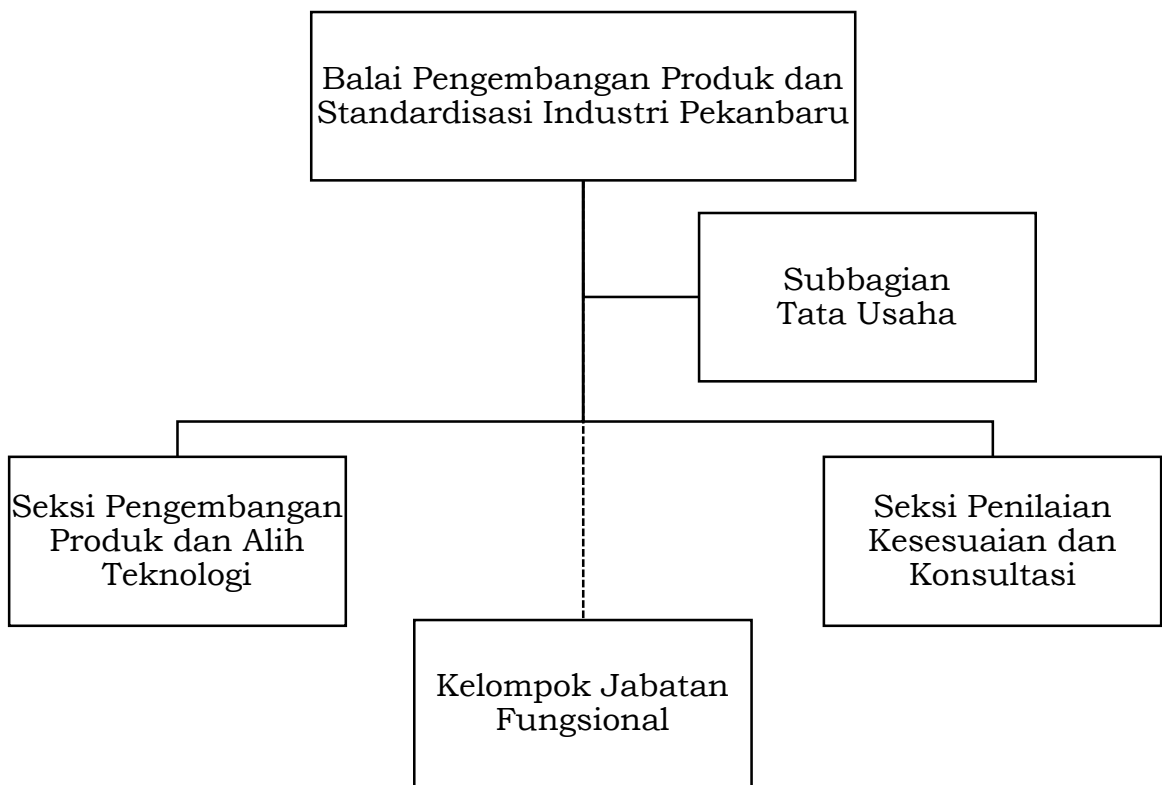 Balai Pengembangan Produk dan
Standardisasi Industri Pekanbaru
Subbagian
Tata Usaha
Seksi Pengembangan
Produk dan Alih
Teknologi
Seksi Penilaian
Kesesuaian dan
Konsultasi
Kelompok Jabatan
Fungsional